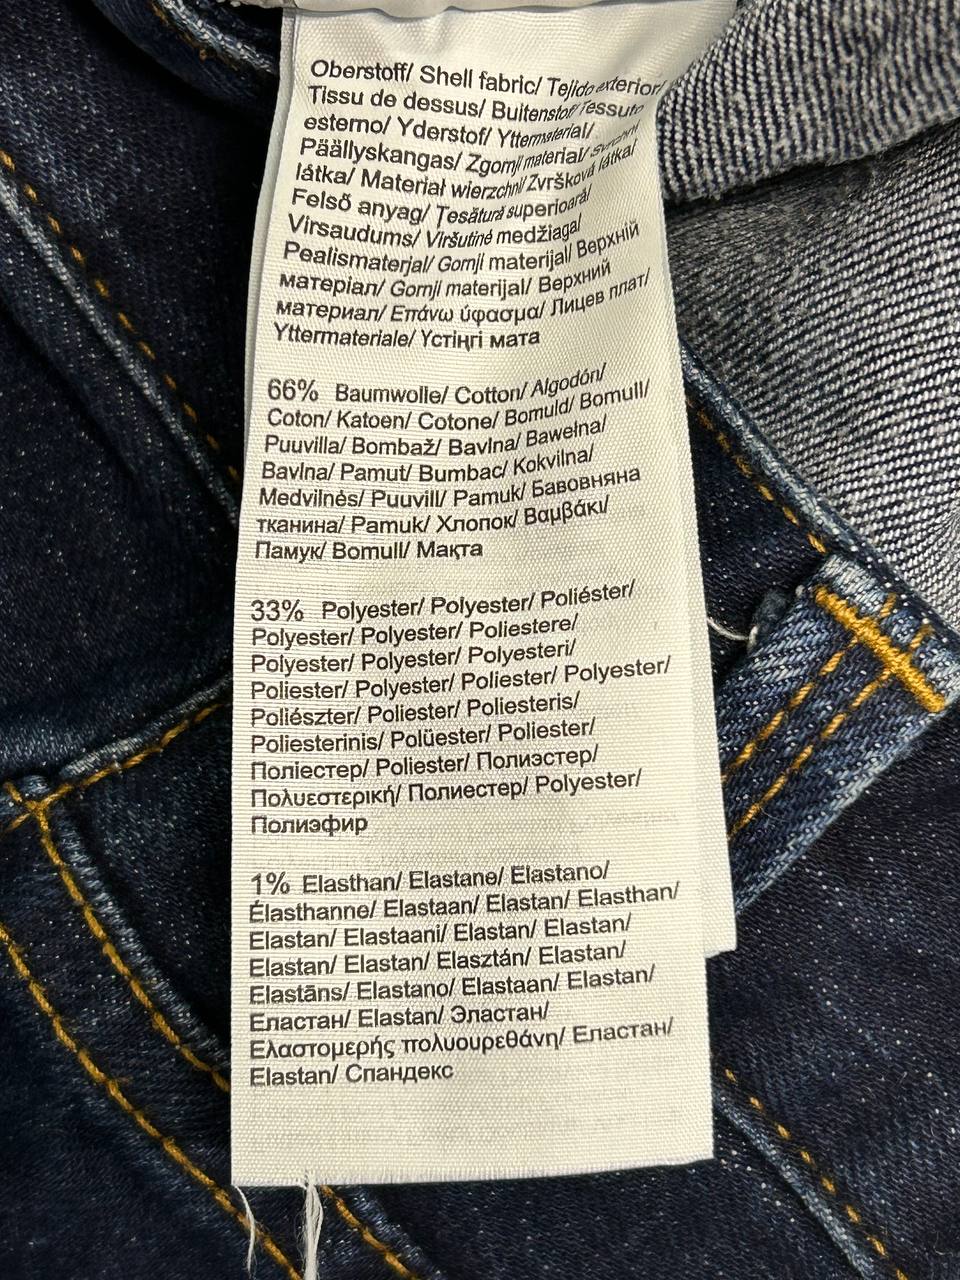 Oberstoff/ Shell fabric/ Tejido exterior/
Tissu de dessus/ Buitenstof/ Tessuto
esterno/ Yderstof/ Yttermaterial/
Päällyskangas/ Zgornji material/ Svrchní
látka/ Materiał wierzchni/ Zvršková látka/
Felső anyag/ Ţesătură superioară/
Virsaudums/ Viršutinė medžiaga/
Pealismaterjal/ Gornji materijal/ Верхній
матеріал/ Gornji materijal/ Верхний
материал/ Επάνω ύφασμα/ Лицев плат/
Yttermateriale/ Үстіңгі мата
66% Baumwolle/ Cotton/ Algodón/
Coton/ Katoen/ Cotone/ Bomuld/ Bomull/
Puuvilla/ Bombaž/ Bavlna/ Bawełna/
Bavlna/ Pamut/ Bumbac/ Kokvilna/
Medvilnės/ Puuvill/ Pamuk/ Бавовняна
тканина/ Pamuk/ Хлопок/ Βαμβάκι/
Памук/ Bomull/ Мақта
33% Polyester/ Polyester/ Poliéster/
Polyester/ Polyester/ Poliestere/
Polyester/ Polyester/ Polyesteri/
Poliester/ Polyester/ Poliester/ Polyester/
Poliészter/ Poliester/ Poliesteris/
Poliesterinis/ Polüester/ Poliester/
Поліестер/ Poliester/ Полиэстер/
Πολυεστερική/ Полиестер/ Polyester/
Полиэфир
1% Elasthan/ Elastane/ Elastano/
Élasthanne/ Elastaan/ Elastan/ Elasthan/
Elastan/ Elastaani/ Elastan/ Elastan/
Elastan/ Elastan/ Elasztán/ Elastan/
Elastāns/ Elastano/ Elastaan/ Elastan/
Еластан/ Elastan/ Эластан/
Ελαστομερής πολυουρεθάνη/ Еластан/
Elastan/ Спандекс